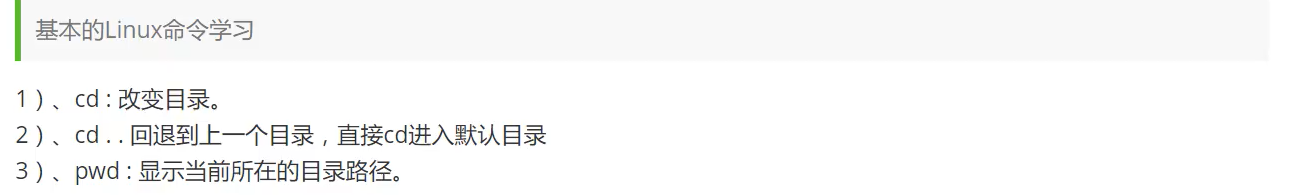 基本的Linux命令学习
1）、cd : 改变目录。
2）、cd . . 回退到上一个目录，直接cd进入默认目录
3）、pwd : 显示当前所在的目录路径。